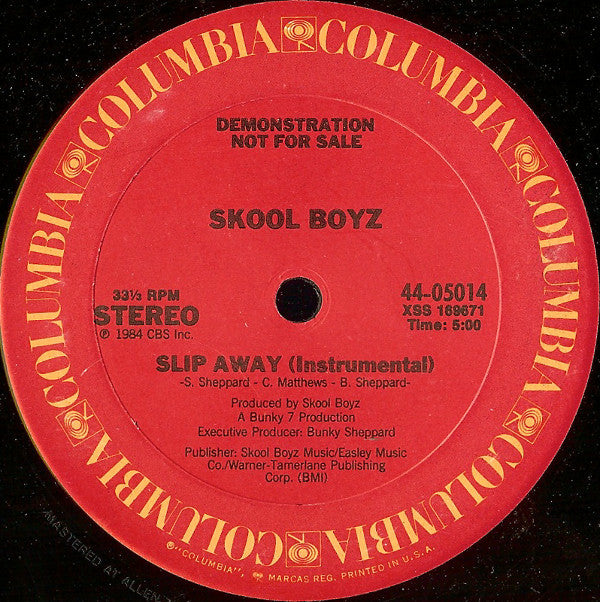 COLUMBIA COLUMBIA COLUMBIA COLUMBIA COLUMBIA COLUMBIA COLUMBIA COLUMBIA
DEMONSTRATION
NOT FOR SALE
SKOOL BOYZ
33⅓ RPM
STEREO
℗ 1984 CBS Inc.
44-05014
XSS 169671
Time: 5:00
SLIP AWAY (Instrumental)
-S. Sheppard - C. Matthews - B. Sheppard-
Produced by Skool Boyz
A Bunky 7 Production
Executive Producer: Bunky Sheppard
Publisher: Skool Boyz Music/Easley Music
Co./Warner-Tamerlane Publishing
Corp. (BMI)
®"COLUMBIA", MARCAS REG. PRINTED IN U.S.A.
MASTERED AT ALLEN